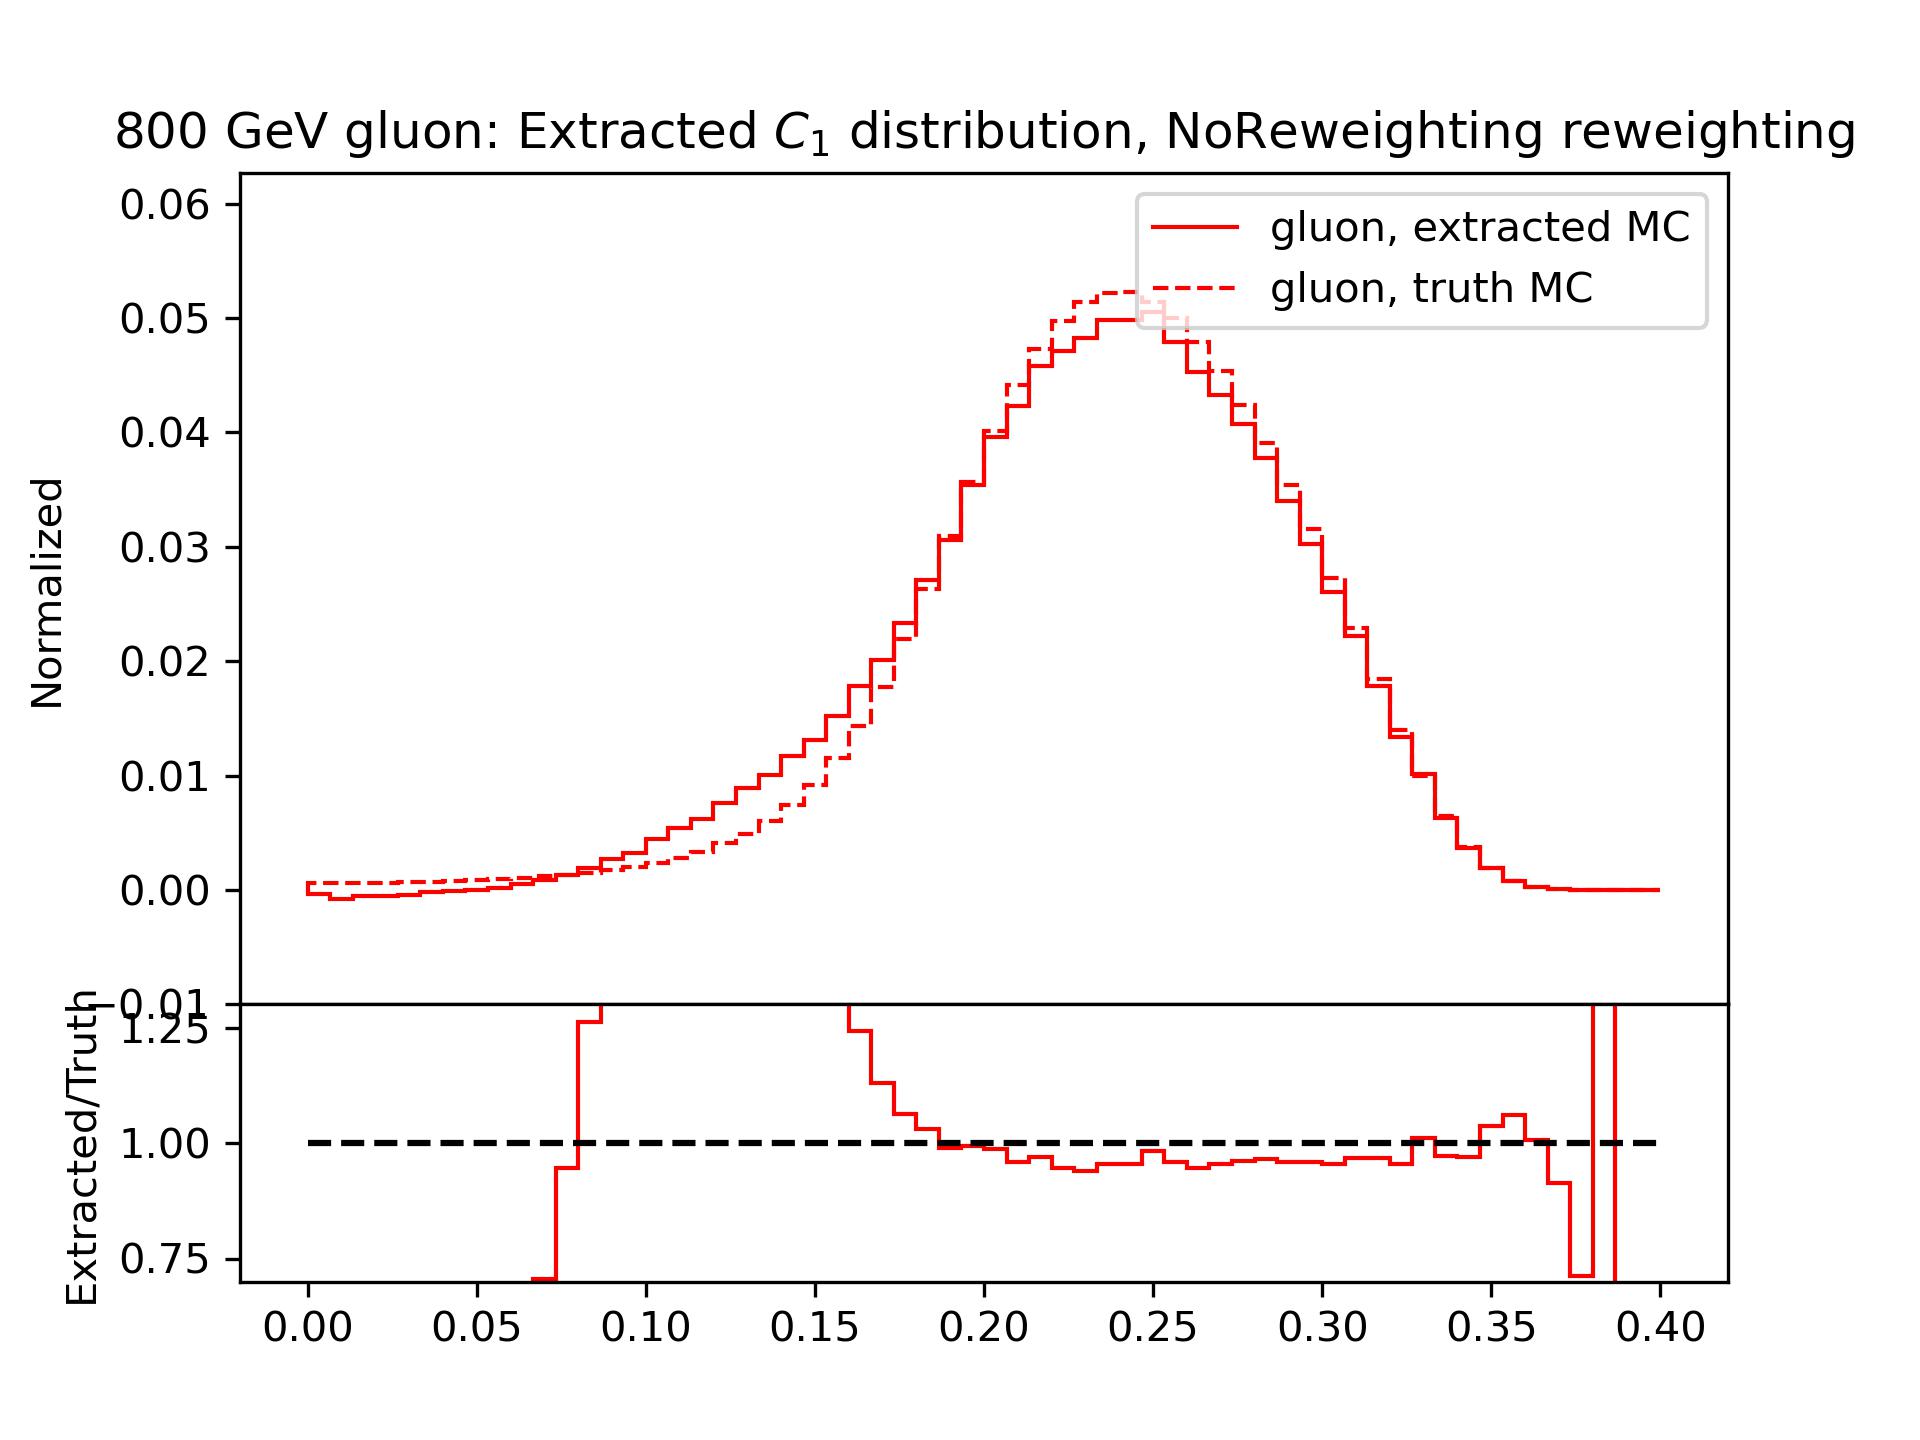 800 GeV gluon: Extracted C₁ distribution, NoReweighting reweighting
gluon, extracted MC
gluon, truth MC
Normalized
0.06
0.05
0.04
0.03
0.02
0.01
0.00
−0.01
Extracted/Truth
1.25
1.00
0.75
0.00 0.05 0.10 0.15 0.20 0.25 0.30 0.35 0.40